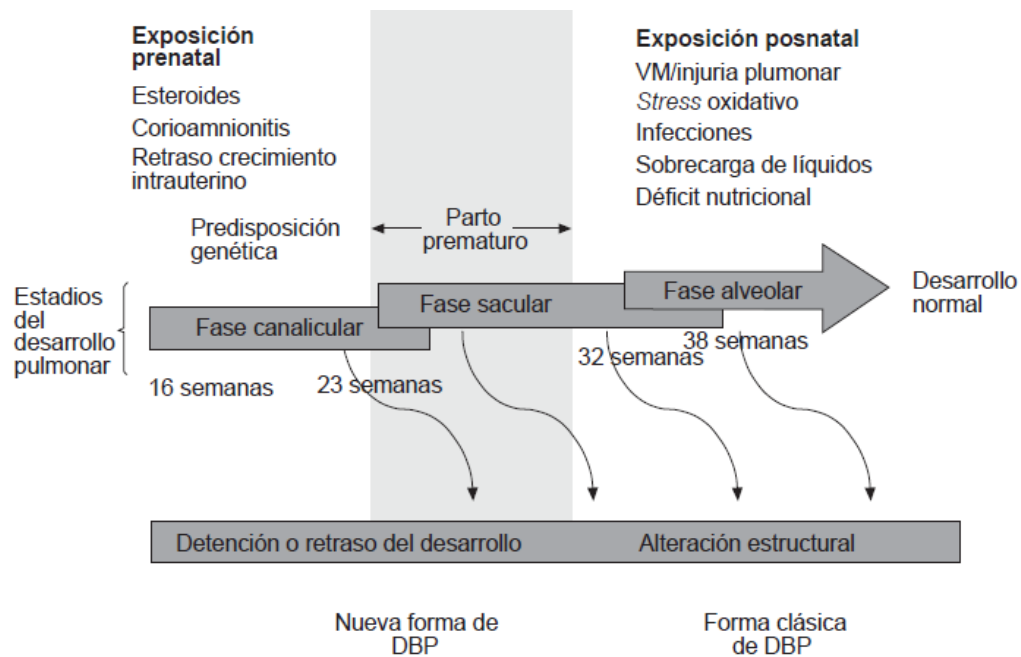 Exposición
prenatal
Esteroides
Corioamnionitis
Retraso crecimiento
intrauterino
Predisposición
genética
Exposición posnatal
VM/injuria plumonar
Stress oxidativo
Infecciones
Sobrecarga de líquidos
Déficit nutricional
Parto
prematuro
Estadios
del
desarrollo
pulmonar
Fase canalicular
Fase sacular
Fase alveolar
Desarrollo
normal
16 semanas
23 semanas
32 semanas
38 semanas
Detención o retraso del desarrollo
Alteración estructural
Nueva forma de
DBP
Forma clásica
de DBP